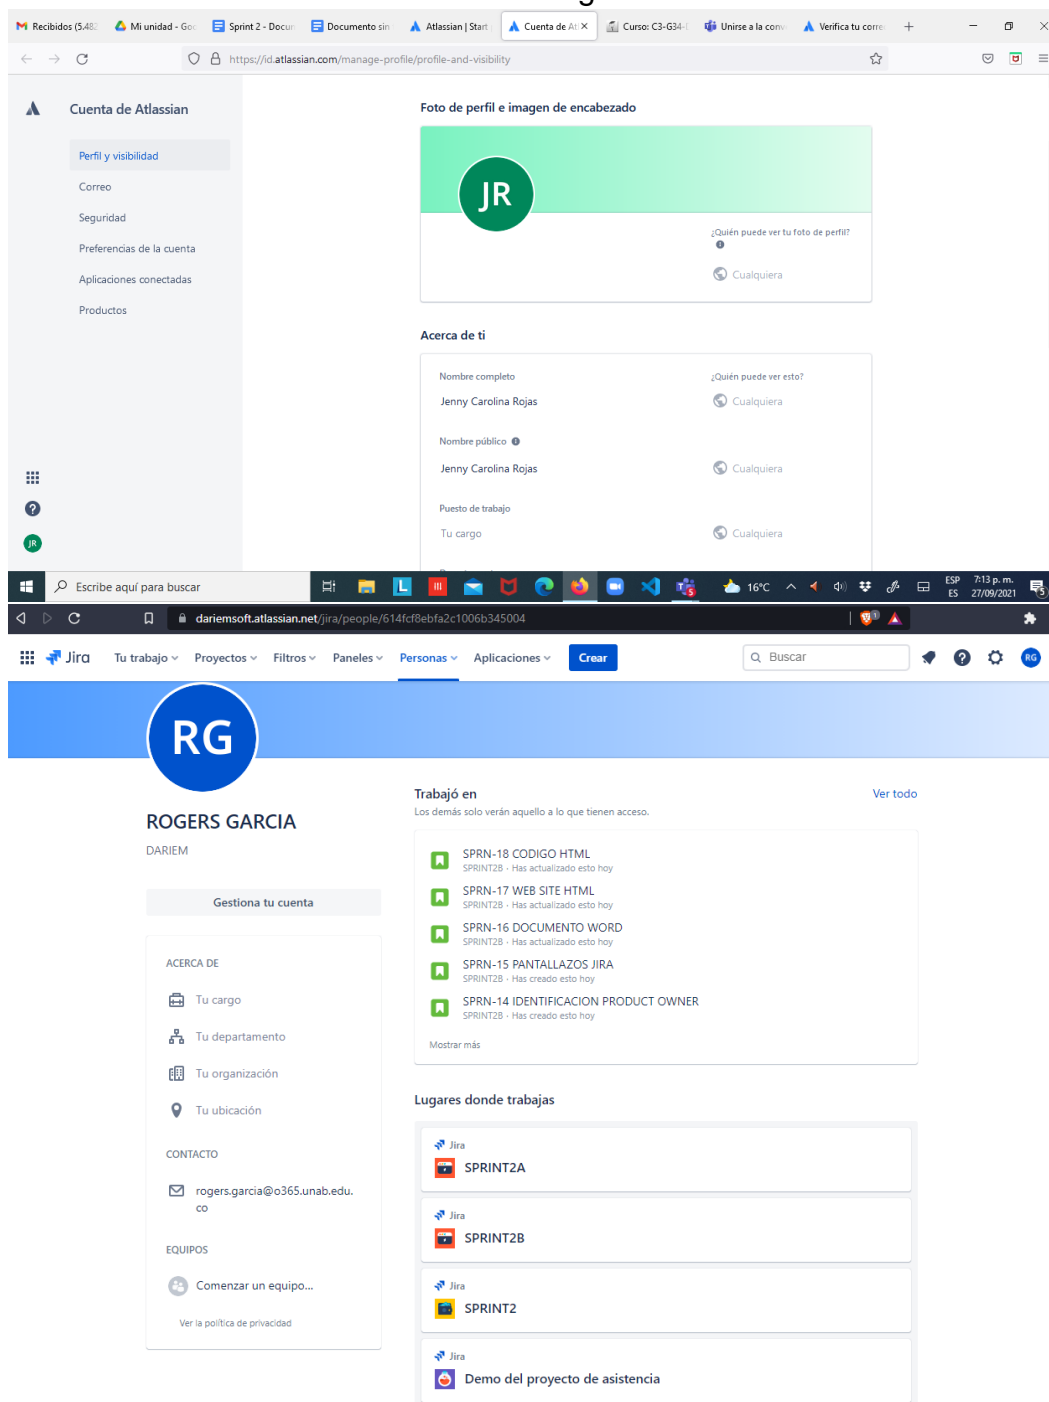 Recibidos (5.482
Mi unidad - Goo
Sprint 2 - Docum
Documento sin
Atlassian | Start
Cuenta de At
Curso: C3-G34-
Unirse a la conv
Verifica tu corre
https://id.atlassian.com/manage-profile/profile-and-visibility
Cuenta de Atlassian
Perfil y visibilidad
Correo
Seguridad
Preferencias de la cuenta
Aplicaciones conectadas
Productos
JR
Foto de perfil e imagen de encabezado
JR
¿Quién puede ver tu foto de perfil?
Cualquiera
Acerca de ti
Nombre completo
¿Quién puede ver esto?
Jenny Carolina Rojas
Cualquiera
Nombre público
Jenny Carolina Rojas
Cualquiera
Puesto de trabajo
Tu cargo
Cualquiera
Escribe aquí para buscar
L
16°C
ESP
ES
7:13 p. m.
27/09/2021
5
dariemsoft.atlassian.net/jira/people/614fcf8ebfa2c1006b345004
1
Jira
Tu trabajo
Proyectos
Filtros
Paneles
Personas
Aplicaciones
Crear
Buscar
RG
RG
ROGERS GARCIA
DARIEM
Gestiona tu cuenta
ACERCA DE
Tu cargo
Tu departamento
Tu organización
Tu ubicación
CONTACTO
rogers.garcia@o365.unab.edu.
co
EQUIPOS
Comenzar un equipo...
Ver la política de privacidad
Trabajó en
Ver todo
Los demás solo verán aquello a lo que tienen acceso.
SPRN-18 CODIGO HTML
SPRINT2B · Has actualizado esto hoy
SPRN-17 WEB SITE HTML
SPRINT2B · Has actualizado esto hoy
SPRN-16 DOCUMENTO WORD
SPRINT2B · Has actualizado esto hoy
SPRN-15 PANTALLAZOS JIRA
SPRINT2B · Has creado esto hoy
SPRN-14 IDENTIFICACION PRODUCT OWNER
SPRINT2B · Has creado esto hoy
Mostrar más
Lugares donde trabajas
Jira
SPRINT2A
Jira
SPRINT2B
Jira
SPRINT2
Jira
Demo del proyecto de asistencia